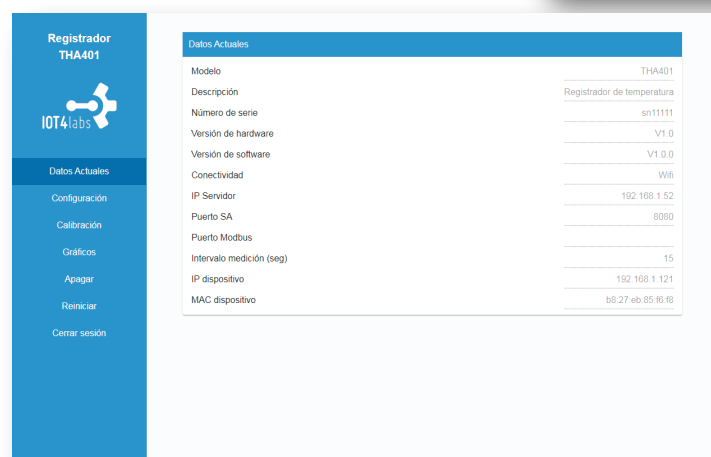 Registrador
THA401
IOT4labs
Datos Actuales
Configuración
Calibración
Gráficos
Apagar
Reiniciar
Cerrar sesión
Datos Actuales
Modelo THA401
Descripción Registrador de temperatura
Número de serie sn11111
Versión de hardware V1.0
Versión de software V1.0.0
Conectividad Wifi
IP Servidor 192.168.1.52
Puerto SA 8080
Puerto Modbus
Intervalo medición (seg) 15
IP dispositivo 192.168.1.121
MAC dispositivo b8:27:eb:85:f6:f8